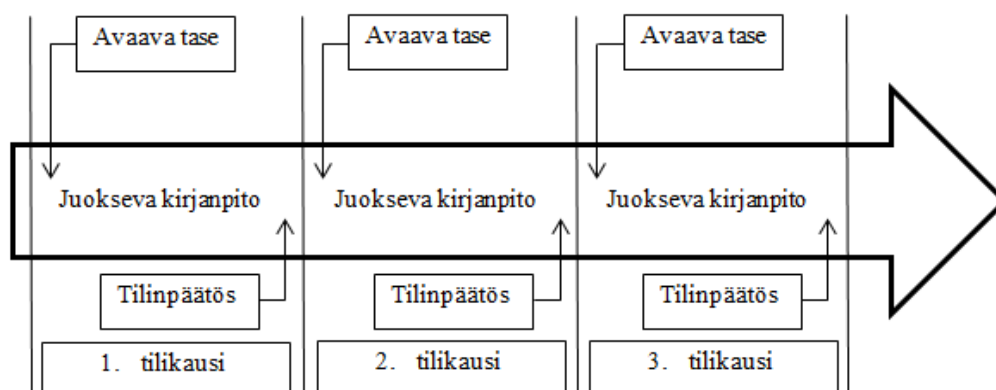 Avaava tase
Avaava tase
Avaava tase
Juokseva kirjanpito
Juokseva kirjanpito
Juokseva kirjanpito
Tilinpäätös
Tilinpäätös
Tilinpäätös
1. tilikausi
2. tilikausi
3. tilikausi